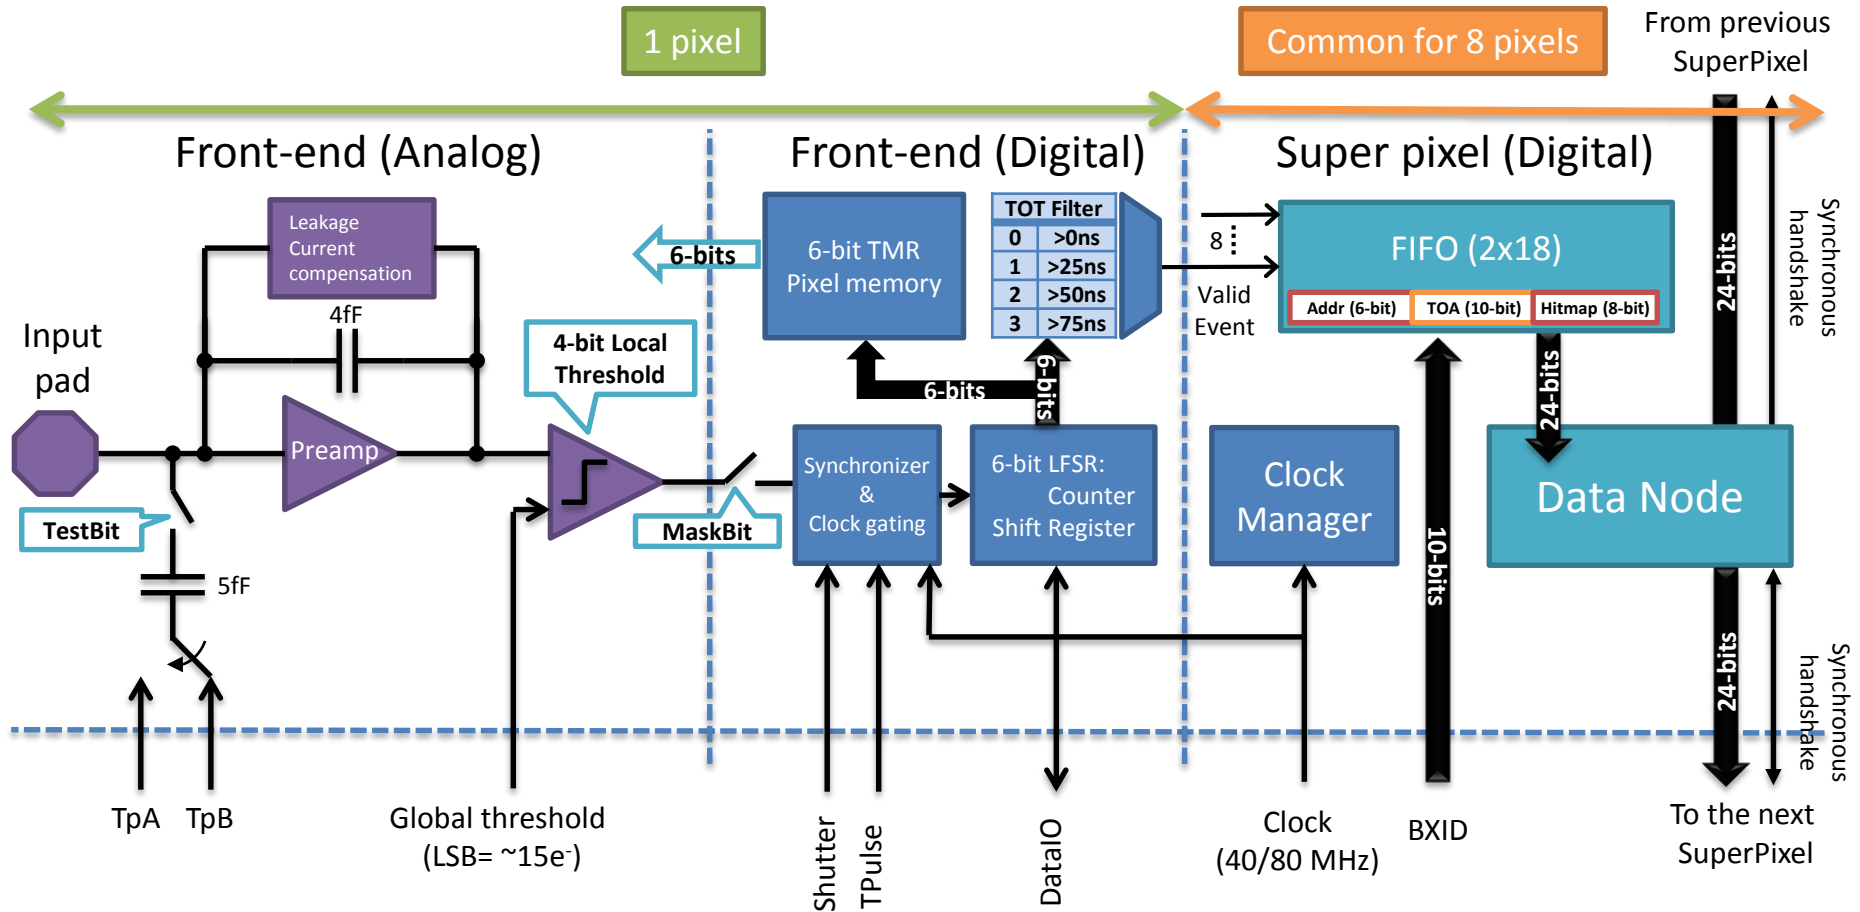 1 pixel
Common for 8 pixels
From previous
SuperPixel
Front-end (Analog)
Front-end (Digital)
Super pixel (Digital)
Leakage
Current
compensation
4fF
Input
pad
Preamp
TestBit
5fF
TpA
TpB
4-bit Local
Threshold
MaskBit
Global threshold
(LSB= ~15e-)
6-bits
6-bit TMR
Pixel memory
TOT Filter
0 >0ns
1 >25ns
2 >50ns
3 >75ns
6-bits
6-bits
Synchronizer
&
Clock gating
6-bit LFSR:
Counter
Shift Register
Shutter
TPulse
DataIO
8
Valid
Event
FIFO (2x18)
Addr (6-bit)
TOA (10-bit)
Hitmap (8-bit)
24-bits
24-bits
Synchronous
handshake
Clock
Manager
Data Node
10-bits
24-bits
Synchronous
handshake
Clock
(40/80 MHz)
BXID
To the next
SuperPixel